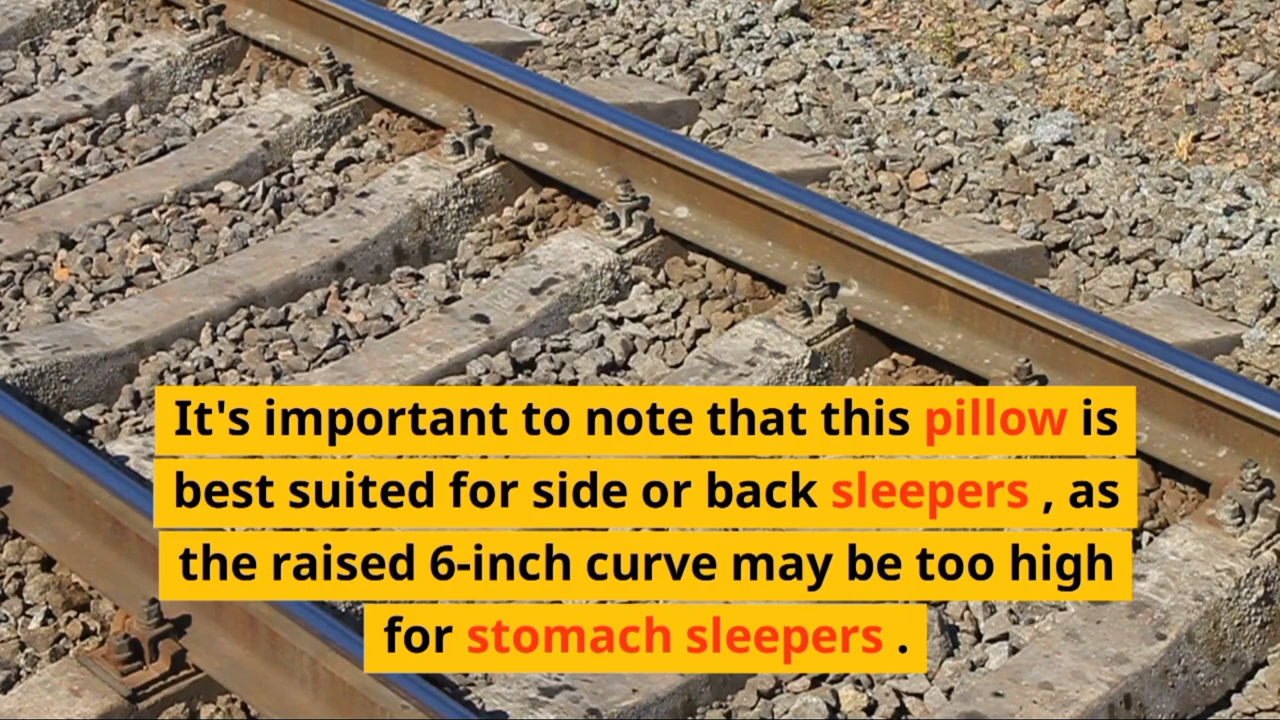 It's important to note that this pillow is
best suited for side or back sleepers , as
the raised 6-inch curve may be too high
for stomach sleepers .